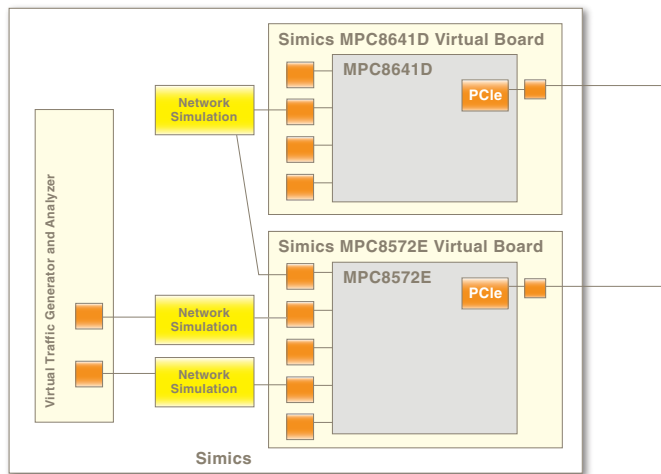 Simics MPC8641D Virtual Board
MPC8641D
PCIe
Network
Simulation
Virtual Traffic Generator and Analyzer
Simics MPC8572E Virtual Board
MPC8572E
PCIe
Network
Simulation
Network
Simulation
Simics